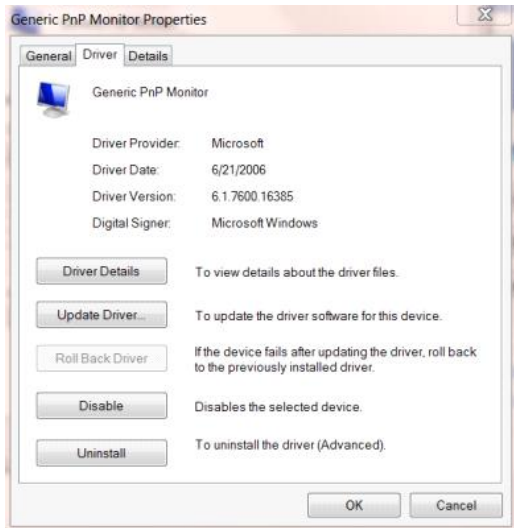 Generic PnP Monitor Properties
General Driver Details
Generic PnP Monitor
Driver Provider: Microsoft
Driver Date: 6/21/2006
Driver Version: 6.1.7600.16385
Digital Signer: Microsoft Windows
Driver Details To view details about the driver files.
Update Driver... To update the driver software for this device.
Roll Back Driver If the device fails after updating the driver, roll back
to the previously installed driver.
Disable Disables the selected device.
Uninstall To uninstall the driver (Advanced).
OK Cancel